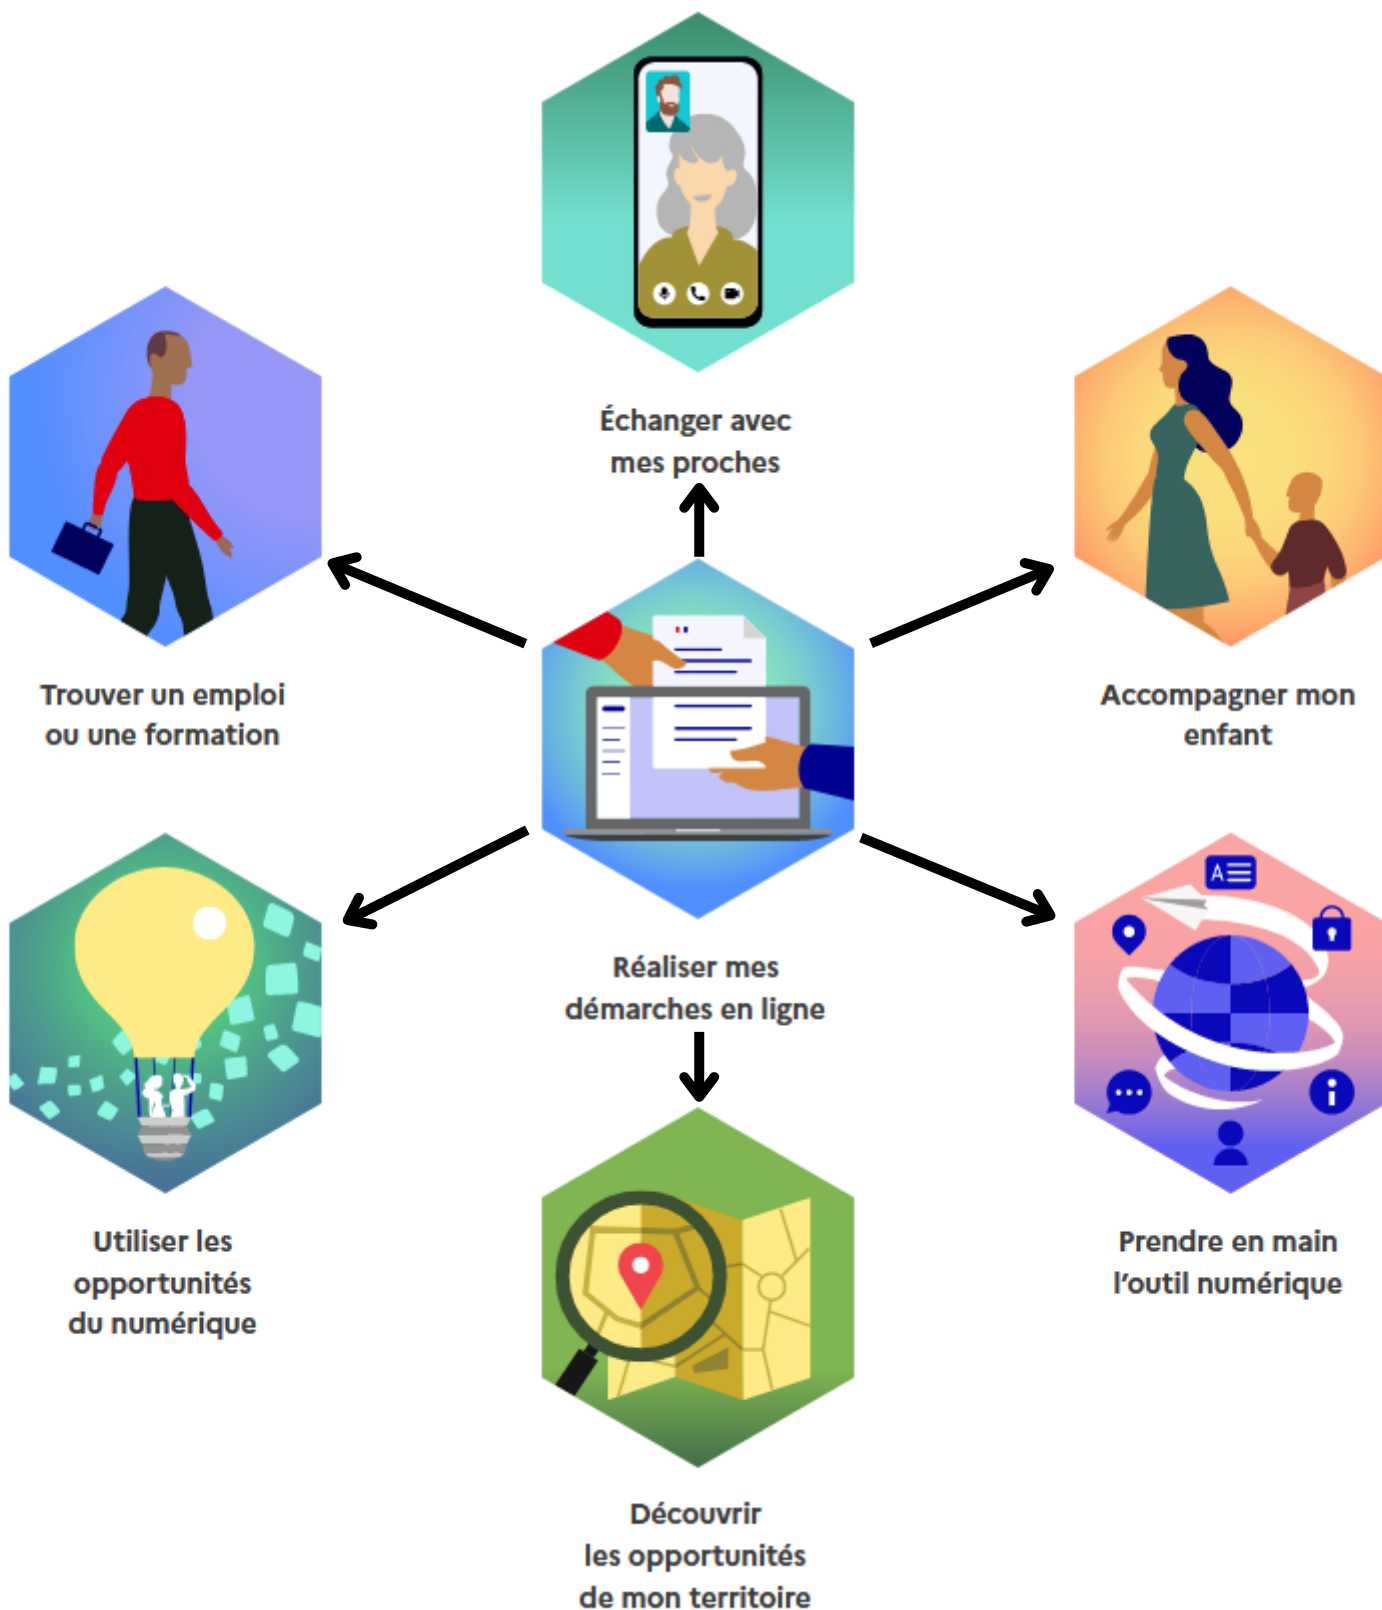 Échanger avec
mes proches
Trouver un emploi
ou une formation
Accompagner mon
enfant
Réaliser mes
démarches en ligne
A
Utiliser les
opportunités
du numérique
Prendre en main
l’outil numérique
Découvrir
les opportunités
de mon territoire